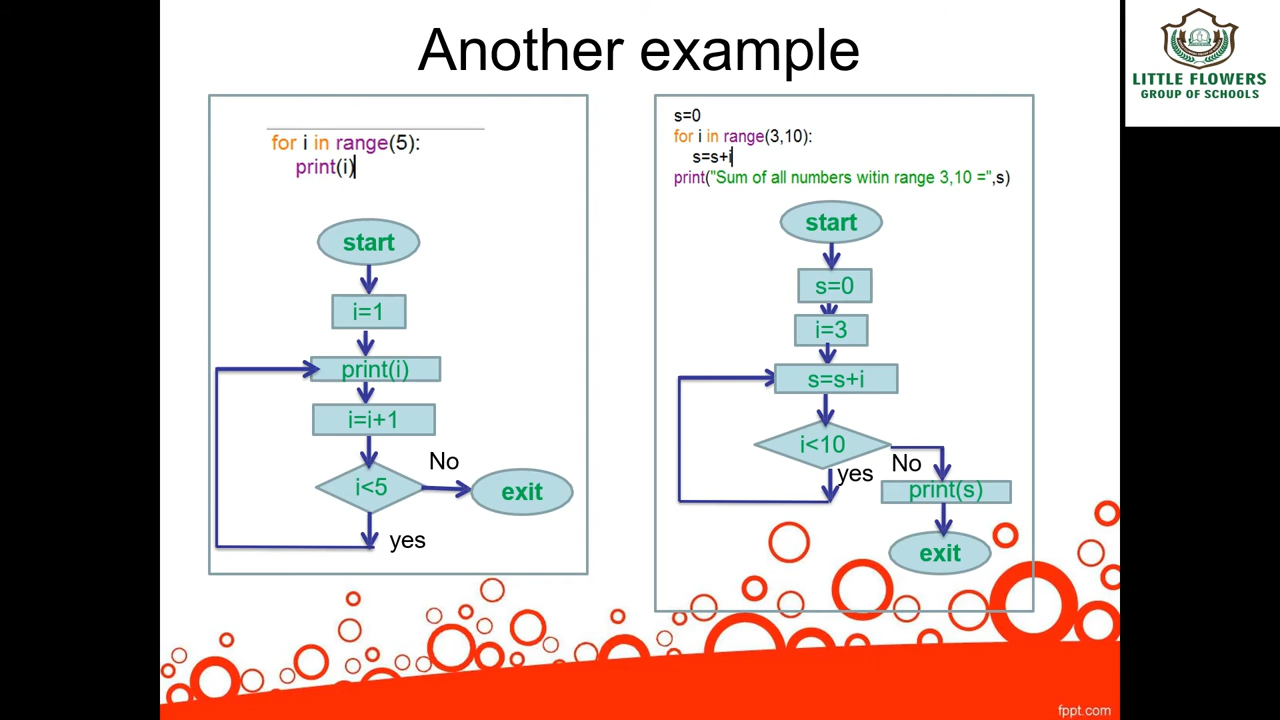 Another example
LITTLE FLOWERS
GROUP OF SCHOOLS
for i in range(5):
print(i)
start
i=1
print(i)
i=i+1
i<5
No
exit
yes
s=0
for i in range(3,10):
s=s+i
print("Sum of all numbers witin range 3,10 =",s)
start
s=0
i=3
s=s+i
i<10
yes
No
print(s)
exit
fppt.com